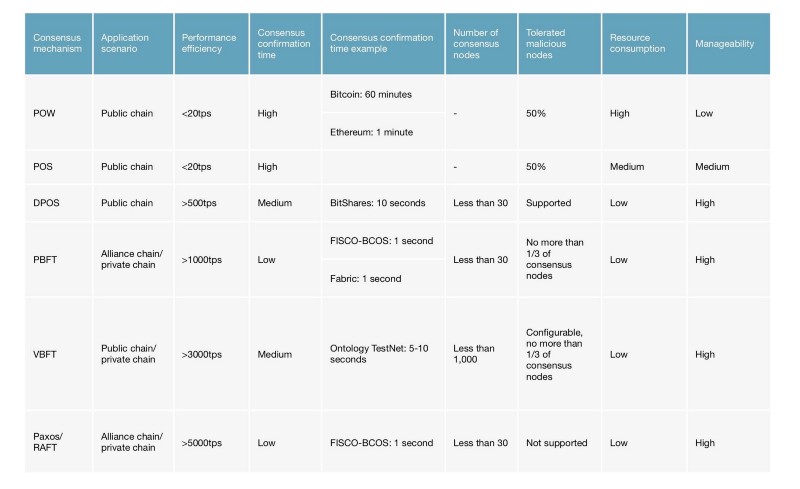 Consensus mechanism
Application scenario
Performance efficiency
Consensus confirmation time
Consensus confirmation time example
Number of consensus nodes
Tolerated malicious nodes
Resource consumption
Manageability
POW
Public chain
<20tps
High
Bitcoin: 60 minutes
Ethereum: 1 minute
-
50%
High
Low
POS
Public chain
<20tps
High
-
50%
Medium
Medium
DPOS
Public chain
>500tps
Medium
BitShares: 10 seconds
Less than 30
Supported
Low
High
PBFT
Alliance chain/
private chain
>1000tps
Low
FISCO-BCOS: 1 second
Fabric: 1 second
Less than 30
No more than
1/3 of
consensus
nodes
Low
High
VBFT
Public chain/
private chain
>3000tps
Medium
Ontology TestNet: 5-10
seconds
Less than
1,000
Configurable,
no more than
1/3 of
consensus
nodes
Low
High
Paxos/
RAFT
Alliance chain/
private chain
>5000tps
Low
FISCO-BCOS: 1 second
Less than 30
Not supported
Low
High